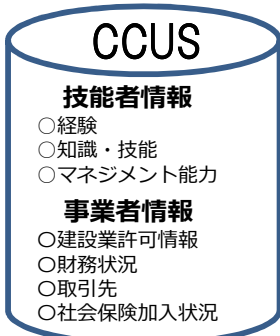 CCUS
技能者情報
○経験
○知識・技能
○マネジメント能力
事業者情報
○建設業許可情報
○財務状況
○取引先
○社会保険加入状況